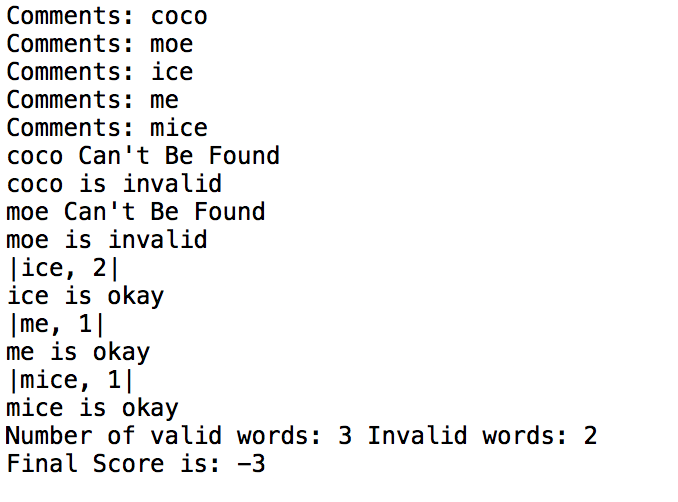 Comments: coco
Comments: moe
Comments: ice
Comments: me
Comments: mice
coco Can't Be Found
coco is invalid
moe Can't Be Found
moe is invalid
|ice, 2|
ice is okay
|me, 1|
me is okay
|mice, 1|
mice is okay
Number of valid words: 3 Invalid words: 2
Final Score is: -3